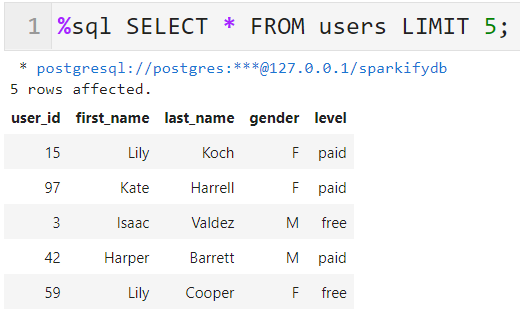 1 %sql SELECT * FROM users LIMIT 5;
* postgresql://postgres:***@127.0.0.1/sparkifydb
5 rows affected.
user_id first_name last_name gender level
15 Lily Koch F paid
97 Kate Harrell F paid
3 Isaac Valdez M free
42 Harper Barrett M paid
59 Lily Cooper F free